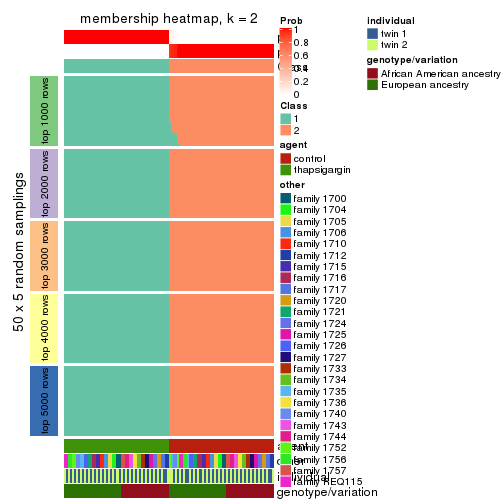 membership heatmap, k = 2
50 x 5 random samplings
top 1000 rows
top 2000 rows
top 3000 rows
top 4000 rows
top 5000 rows
Prob
1
0.8
0.6
0.4
0.2
0
Class
1
2
agent
control
thapsigargin
other
family 1700
family 1704
family 1705
family 1706
family 1710
family 1712
family 1715
family 1716
family 1717
family 1720
family 1721
family 1724
family 1725
family 1726
family 1727
family 1733
family 1734
family 1735
family 1736
family 1740
family 1743
family 1744
family 1752
family 1756
family 1757
family REQ115
individual
twin 1
twin 2
genotype/variation
African American ancestry
European ancestry
genotype/variation